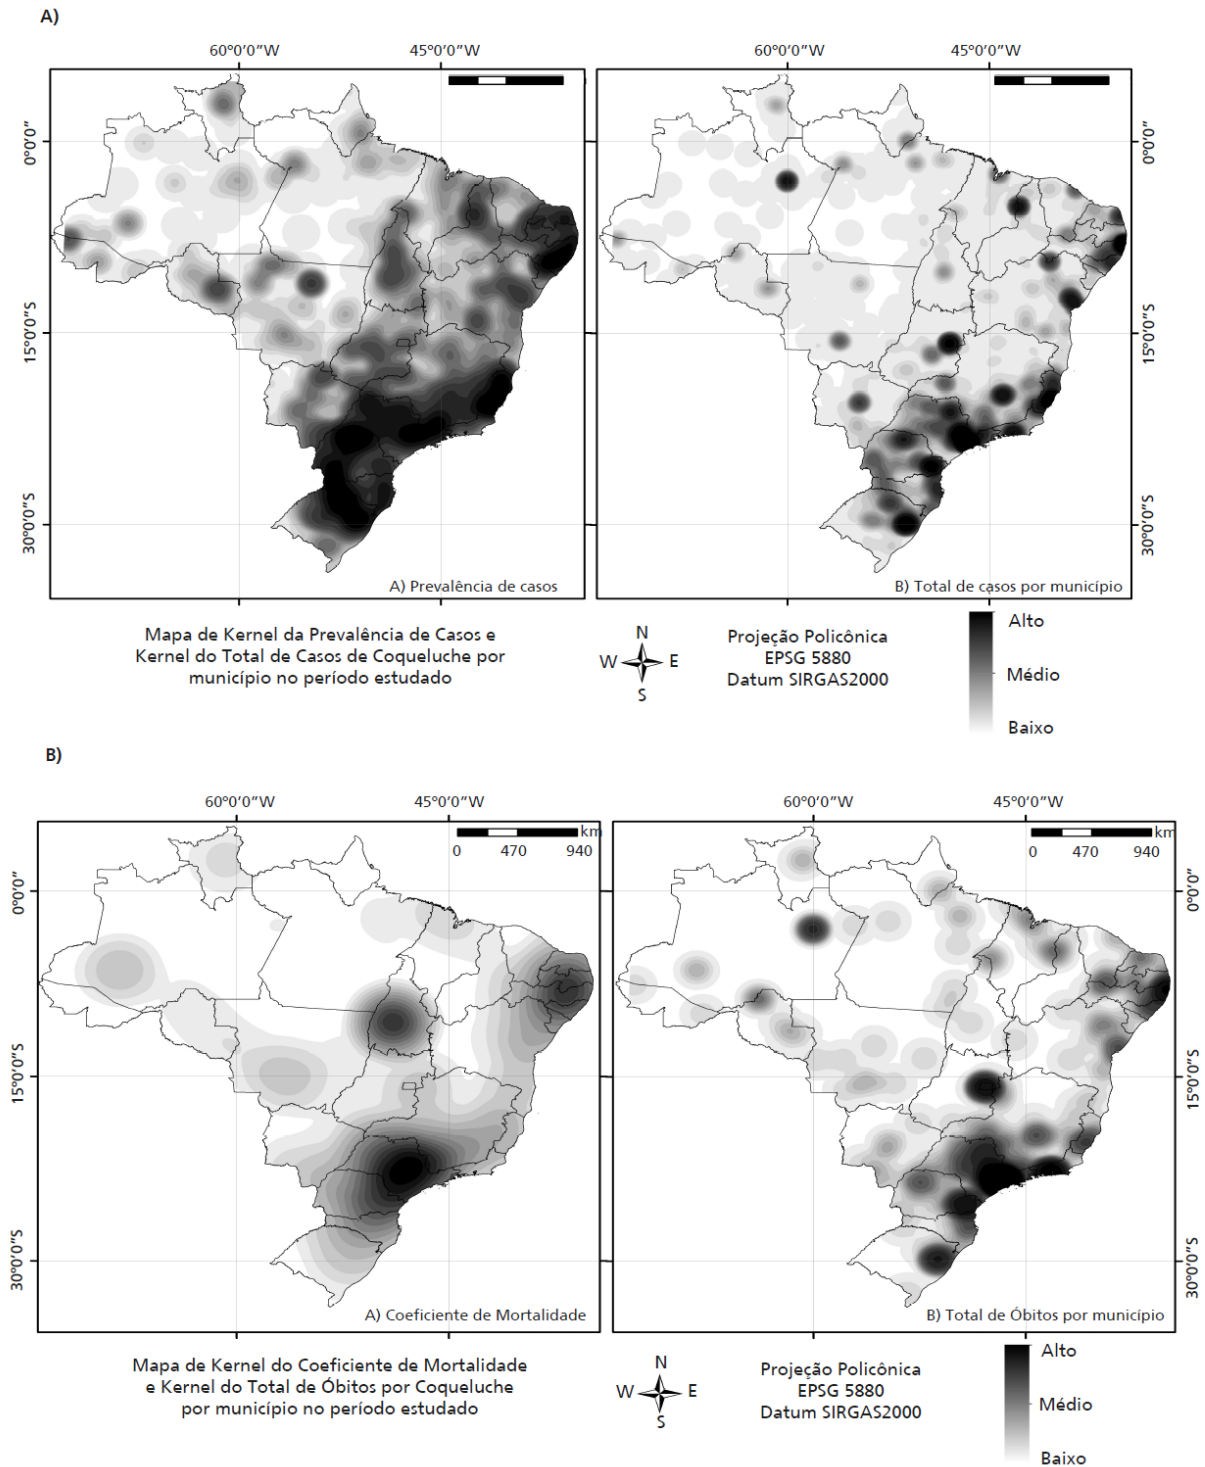 A)
60°0'0"W
45°0'0"W
60°0'0"W
45°0'0"W
0°0'0"
15°0'0"S
30°0'0"S
0°0'0"
15°0'0"S
30°0'0"S
A) Prevalência de casos
B) Total de casos por município
Mapa de Kernel da Prevalência de Casos e
Kernel do Total de Casos de Coqueluche por
município no período estudado
N
W
E
S
Projeção Policônica
EPSG 5880
Datum SIRGAS2000
Alto
Médio
Baixo
B)
60°0'0"W
45°0'0"W
60°0'0"W
45°0'0"W
km
0
470
940
km
0
470
940
0°0'0"
15°0'0"S
30°0'0"S
0°0'0"
15°0'0"S
30°0'0"S
A) Coeficiente de Mortalidade
B) Total de Óbitos por município
Mapa de Kernel do Coeficiente de Mortalidade
e Kernel do Total de Óbitos por Coqueluche
por município no período estudado
N
W
E
S
Projeção Policônica
EPSG 5880
Datum SIRGAS2000
Alto
Médio
Baixo